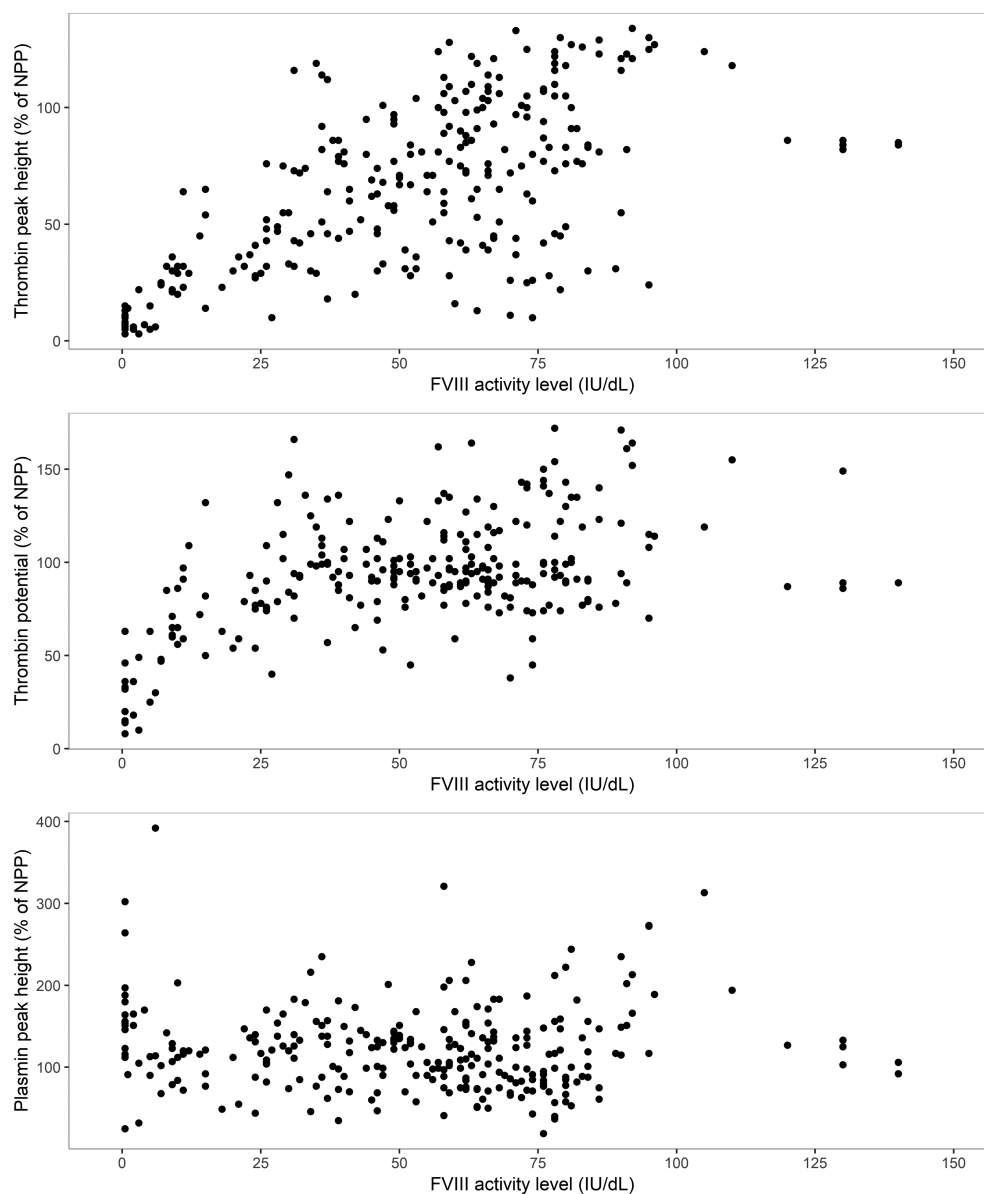 Thrombin peak height (% of NPP)
100
50
0
0 25 50 75 100 125 150
FVIII activity level (IU/dL)
Thrombin potential (% of NPP)
150
100
50
0
0 25 50 75 100 125 150
FVIII activity level (IU/dL)
Plasmin peak height (% of NPP)
400
300
200
100
0 25 50 75 100 125 150
FVIII activity level (IU/dL)